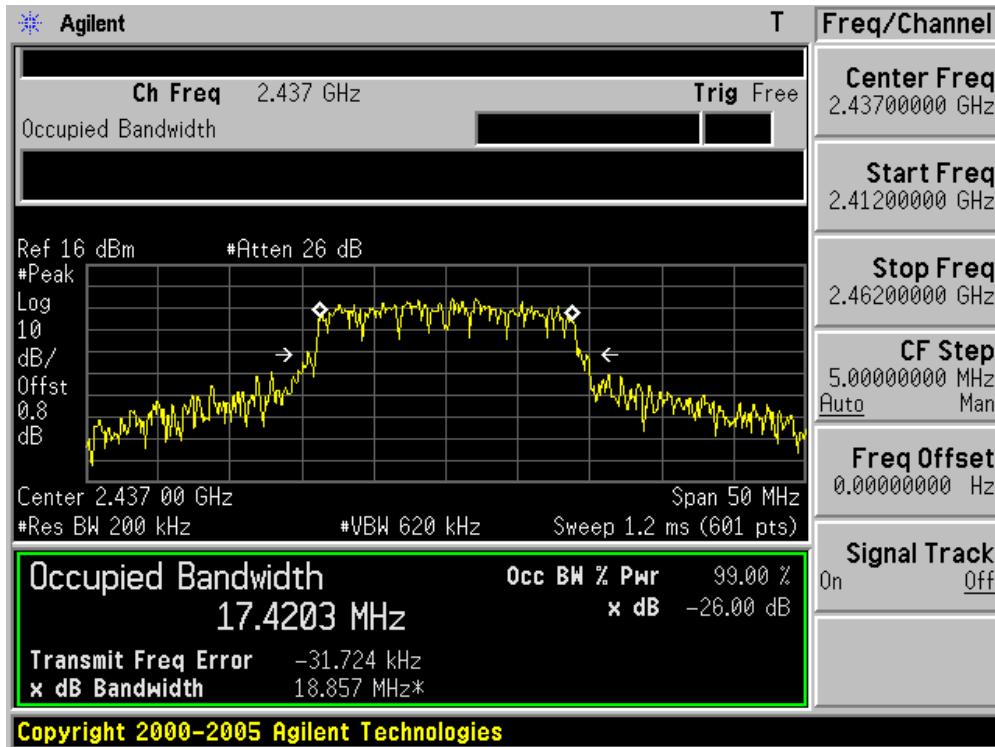 Agilent T
Freq/Channel
Ch Freq 2.437 GHz Trig Free
Occupied Bandwidth
Center Freq
2.43700000 GHz
Start Freq
2.41200000 GHz
Stop Freq
2.46200000 GHz
CF Step
5.00000000 MHz
Auto Man
Freq Offset
0.00000000 Hz
Signal Track
On Off
Ref 16 dBm #Atten 26 dB
#Peak
Log
10
dB/
Offst
0.8
dB
Center 2.437 00 GHz Span 50 MHz
#Res BW 200 kHz #VBW 620 kHz Sweep 1.2 ms (601 pts)
Occupied Bandwidth Occ BW % Pwr 99.00 %
17.4203 MHz x dB -26.00 dB
Transmit Freq Error -31.724 kHz
x dB Bandwidth 18.857 MHz*
Copyright 2000-2005 Agilent Technologies